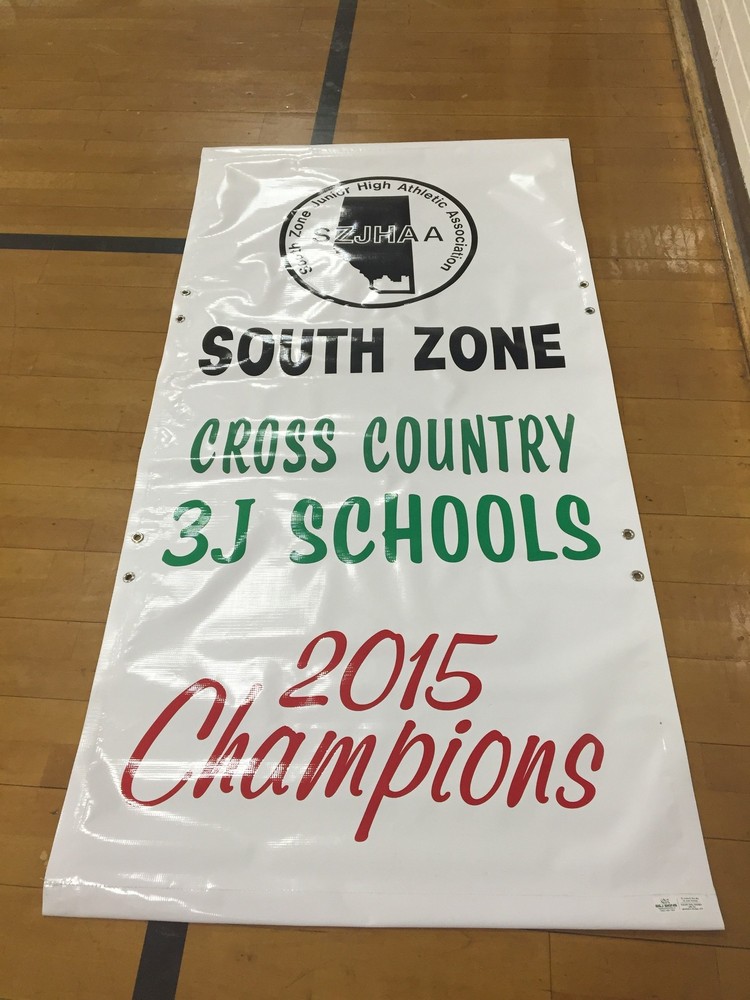 South Zone Junior High Athletic Association
SZJHAA
SOUTH ZONE
CROSS COUNTRY
3J SCHOOLS
2015
Champions